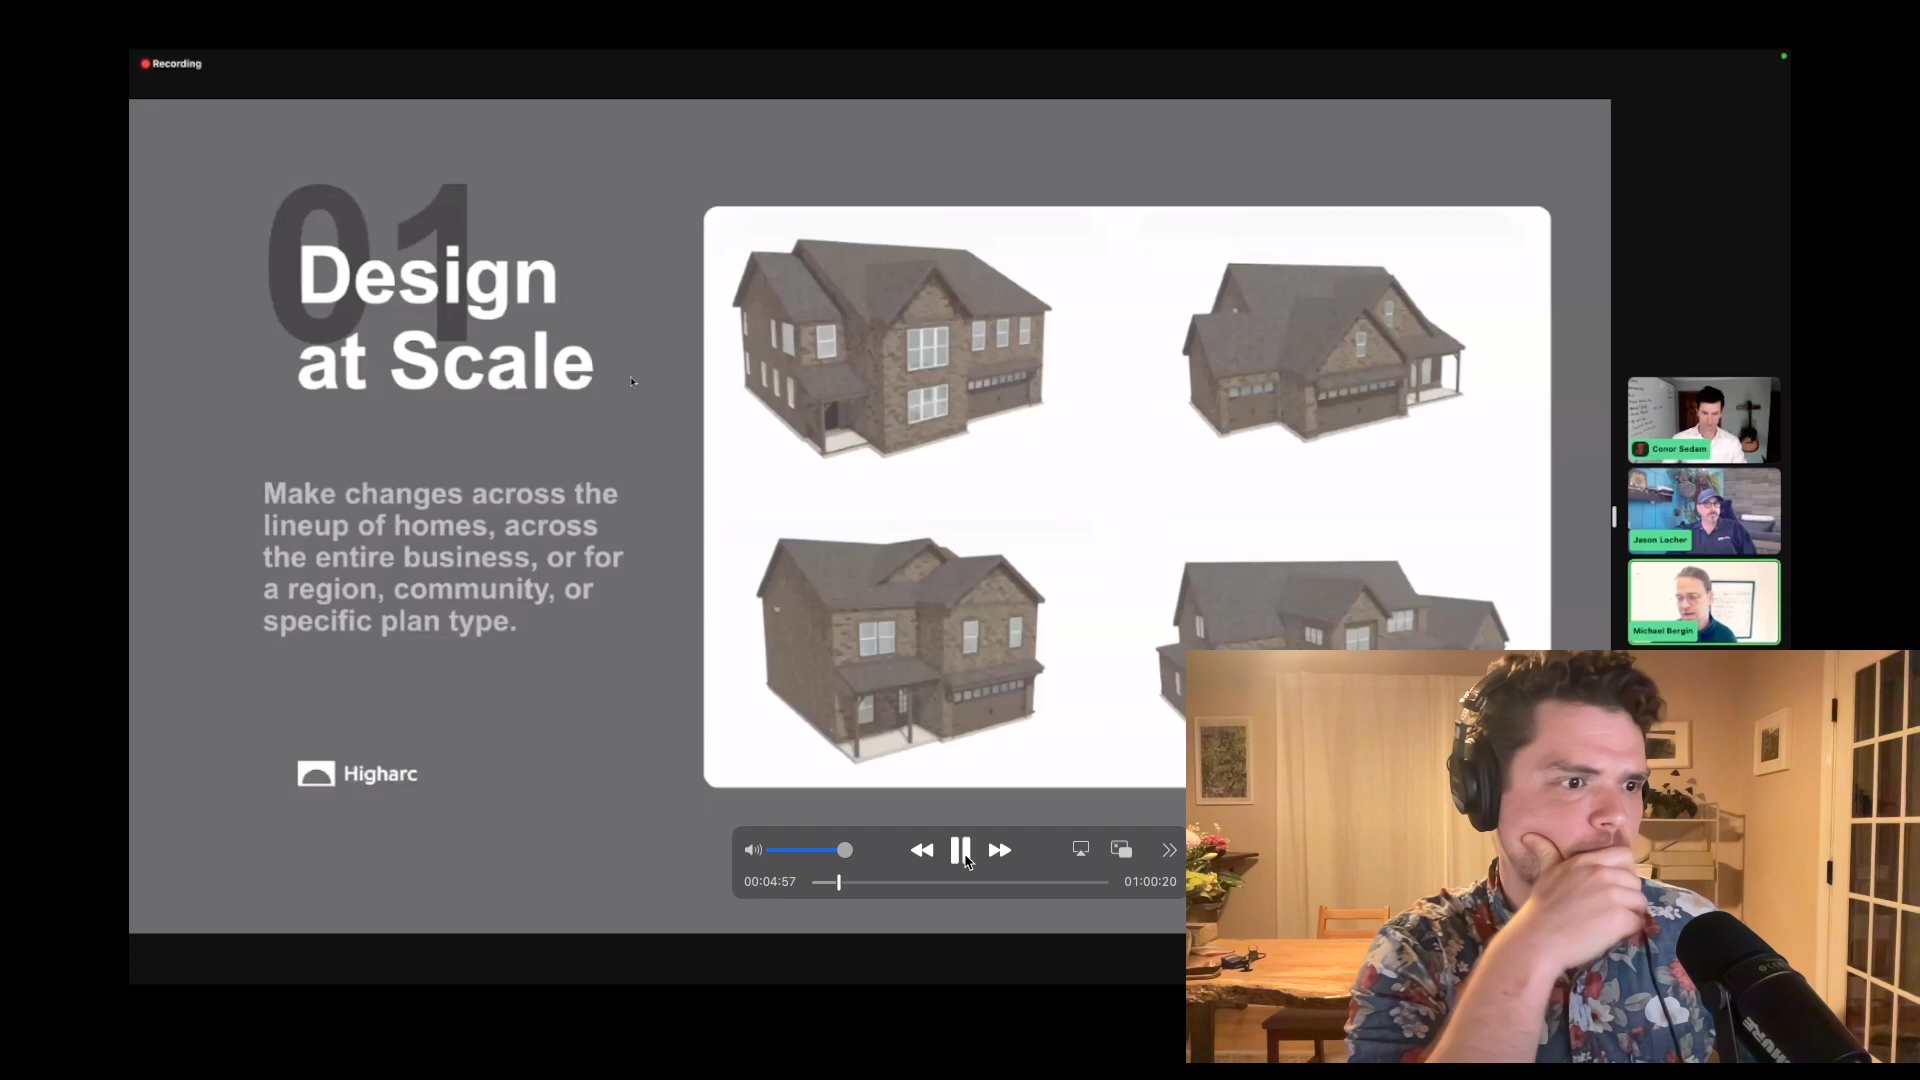 Recording
01
Design
at Scale
Make changes across the
lineup of homes, across
the entire business, or for
a region, community, or
specific plan type.
Higharc
Conor Sedam
Jason Locher
Michael Bergin
00:04:57
01:00:20
SHURE